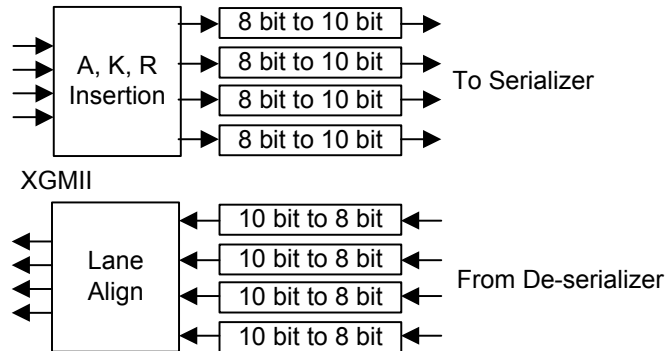 8 bit to 10 bit
8 bit to 10 bit
A, K, R
Insertion
To Serializer
8 bit to 10 bit
8 bit to 10 bit
XGMII
10 bit to 8 bit
10 bit to 8 bit
Lane
Align
From De-serializer
10 bit to 8 bit
10 bit to 8 bit